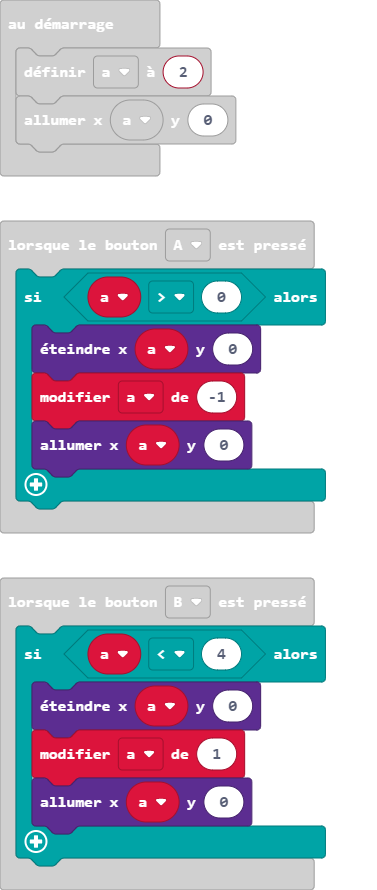 au démarrage
définir a à 2
allumer x a y 0
lorsque le bouton A est pressé
si a > 0 alors
éteindre x a y 0
modifier a de -1
allumer x a y 0
lorsque le bouton B est pressé
si a < 4 alors
éteindre x a y 0
modifier a de 1
allumer x a y 0